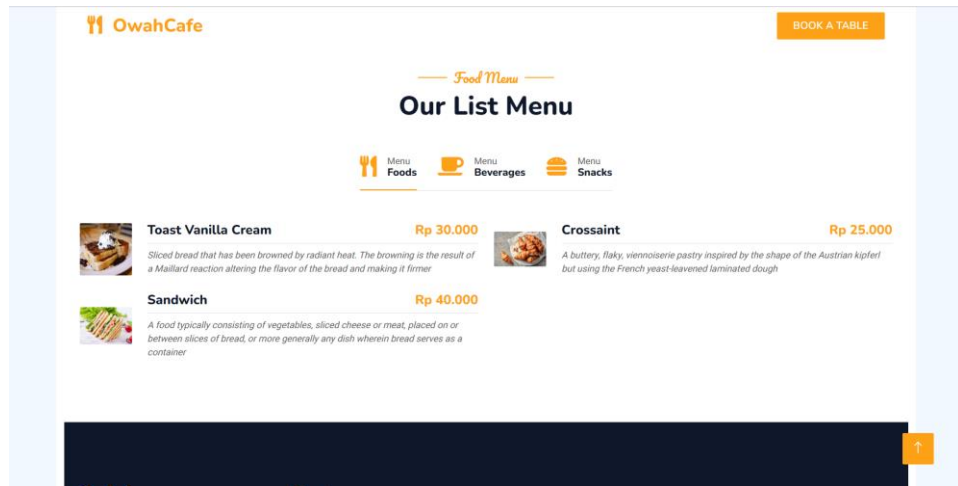 OwahCafe
BOOK A TABLE
Food Menu
Our List Menu
Menu
Foods
Menu
Beverages
Menu
Snacks
Toast Vanilla Cream Rp 30.000
Sliced bread that has been browned by radiant heat. The browning is the result of
a Maillard reaction altering the flavor of the bread and making it firmer
Crossaint Rp 25.000
A buttery, flaky, viennoiserie pastry inspired by the shape of the Austrian kipferl
but using the French yeast-leavened laminated dough
Sandwich Rp 40.000
A food typically consisting of vegetables, sliced cheese or meat, placed on or
between slices of bread, or more generally any dish wherein bread serves as a
container